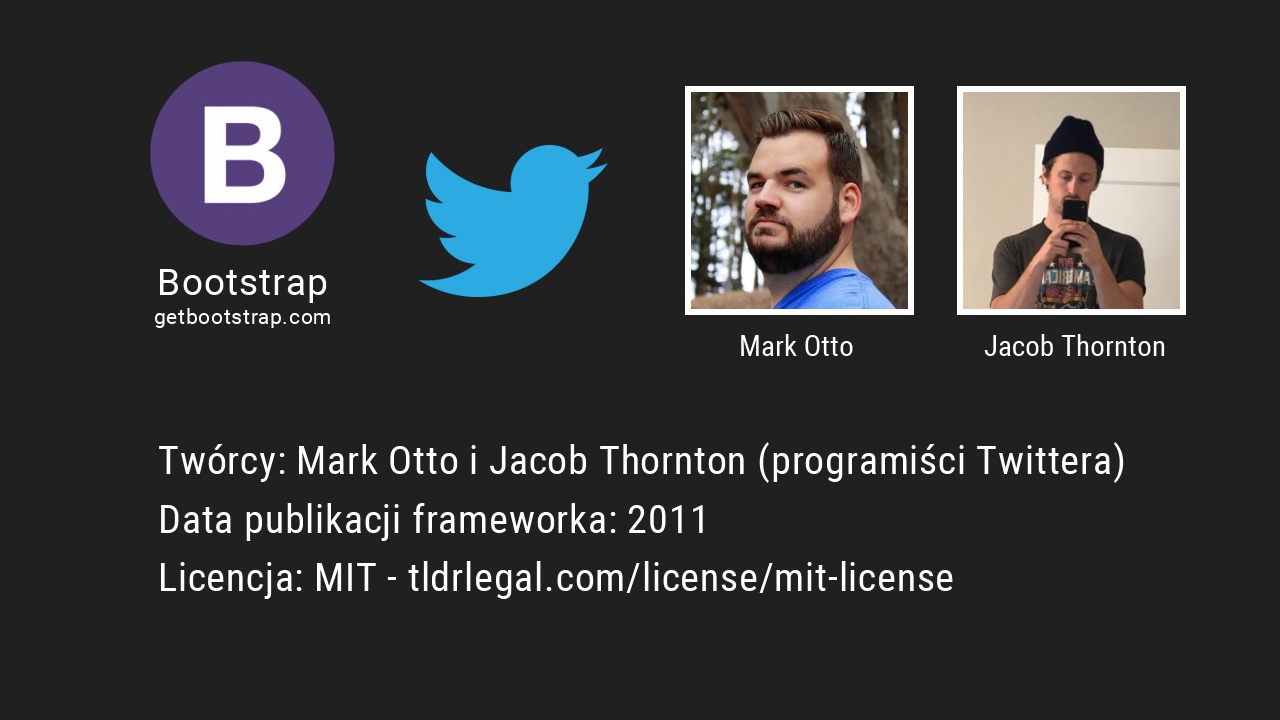 B
Bootstrap
getbootstrap.com
Mark Otto
Jacob Thornton
Twórcy: Mark Otto i Jacob Thornton (programiści Twittera)
Data publikacji frameworka: 2011
Licencja: MIT - tldrlegal.com/license/mit-license